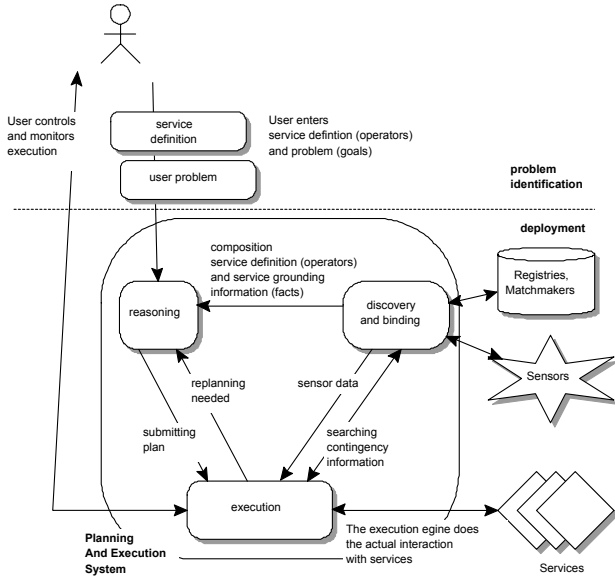 User controls
and monitors
execution
service
definition
User enters
service defintion (operators)
and problem (goals)
user problem
problem
identification
deployment
composition
service definition (operators)
and service grounding
information (facts)
Registries,
Matchmakers
reasoning
discovery
and binding
Sensors
replanning
needed
sensor data
submitting
plan
searching
contingency
information
execution
The execution egine does
the actual interaction
with services
Planning
And Execution
System
Services